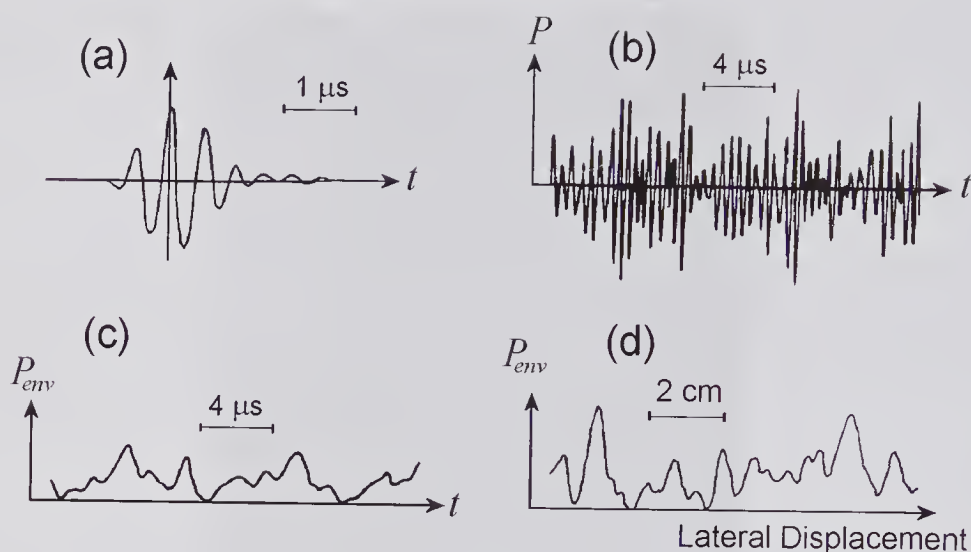 (a)
1 μs
t
P
(b)
4 μs
t
(c)
P_env
4 μs
t
(d)
P_env
2 cm
Lateral Displacement